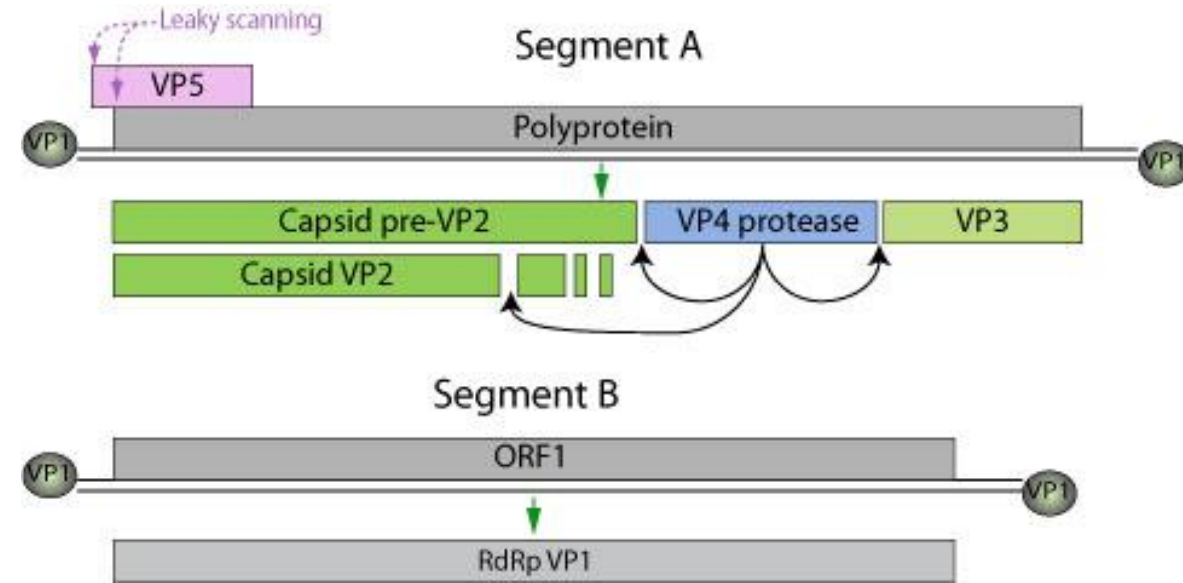 Leaky scanning
Segment A
VP5
Polyprotein
VP1
VP1
Capsid pre-VP2
VP4 protease
VP3
Capsid VP2
Segment B
ORF1
VP1
VP1
RdRp VP1